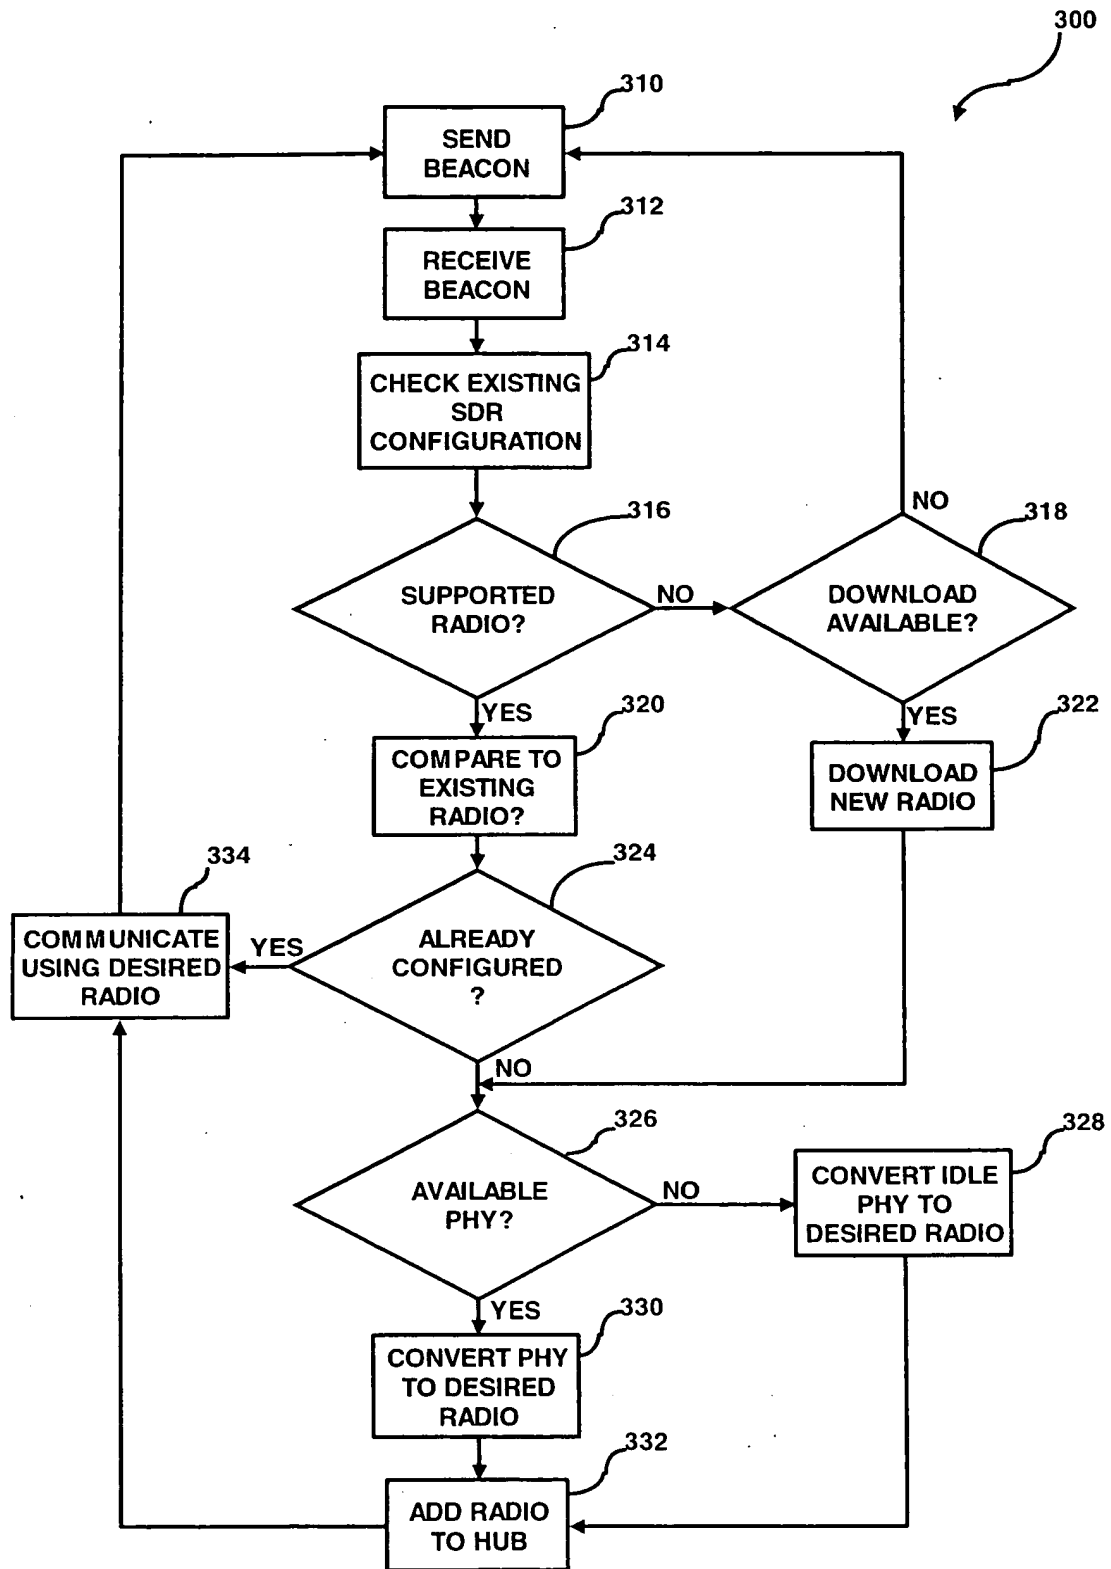 300
310
SEND
BEACON
312
RECEIVE
BEACON
314
CHECK EXISTING
SDR
CONFIGURATION
316
SUPPORTED
RADIO?
NO
318
DOWNLOAD
AVAILABLE?
NO
YES
320
COMPARE TO
EXISTING
RADIO?
YES
322
DOWNLOAD
NEW RADIO
324
ALREADY
CONFIGURED
?
YES
334
COMMUNICATE
USING DESIRED
RADIO
NO
326
AVAILABLE
PHY?
NO
328
CONVERT IDLE
PHY TO
DESIRED RADIO
YES
330
CONVERT PHY
TO DESIRED
RADIO
332
ADD RADIO
TO HUB